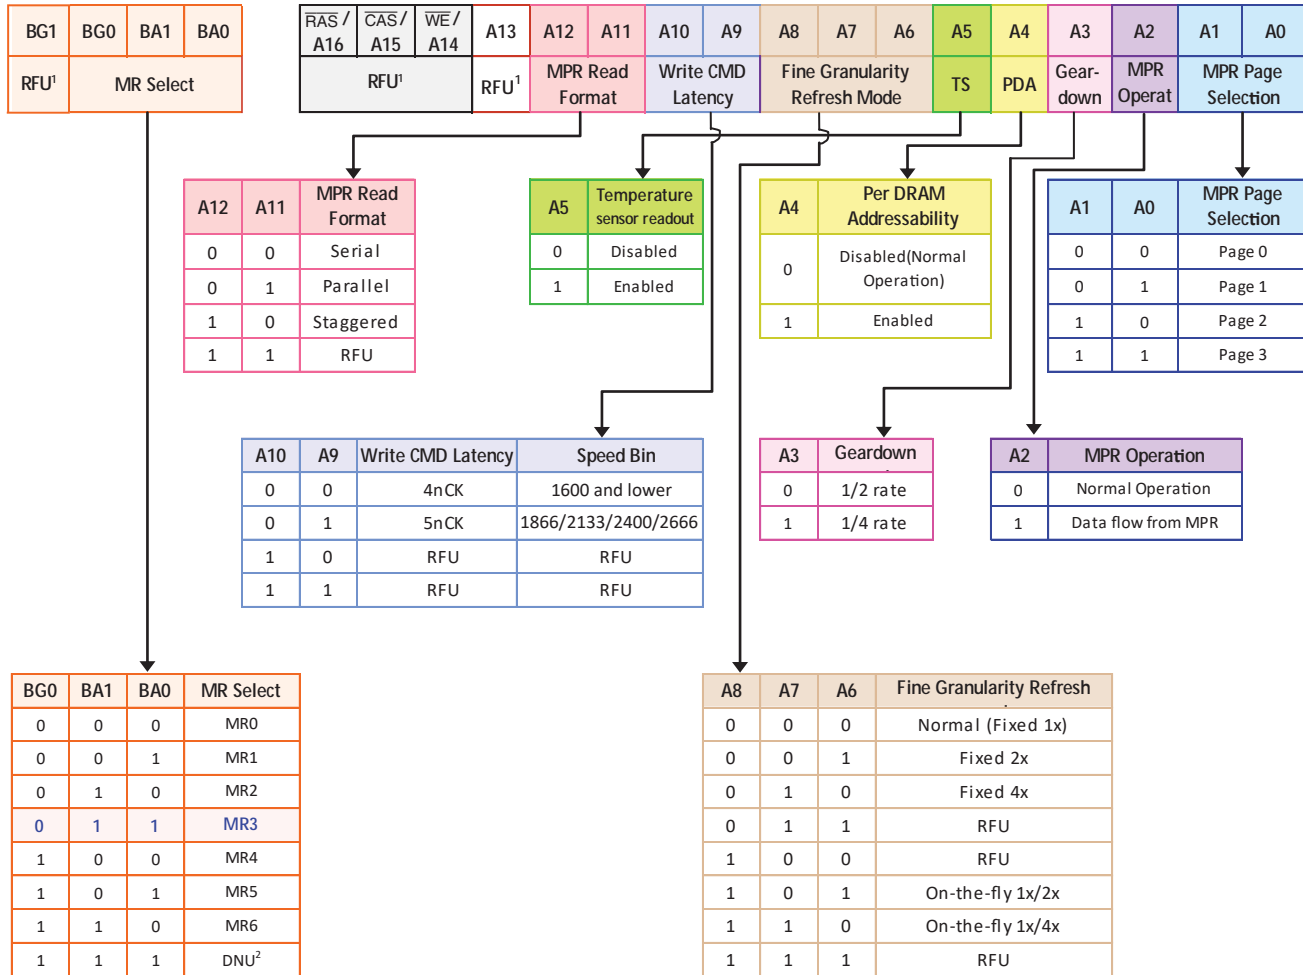 BG1 BG0 BA1 BA0 RAS / A16 CAS / A15 WE / A14 A13 A12 A11 A10 A9 A8 A7 A6 A5 A4 A3 A2 A1 A0
RFU¹ MR Select RFU¹ RFU¹ MPR Read Format Write CMD Latency Fine Granularity Refresh Mode TS PDA Gear-down MPR Operat MPR Page Selection
A12 A11 MPR Read Format
0 0 Serial
0 1 Parallel
1 0 Staggered
1 1 RFU
A5 Temperature sensor readout
0 Disabled
1 Enabled
A4 Per DRAM Addressability
0 Disabled(Normal Operation)
1 Enabled
A1 A0 MPR Page Selection
0 0 Page 0
0 1 Page 1
1 0 Page 2
1 1 Page 3
A10 A9 Write CMD Latency Speed Bin
0 0 4nCK 1600 and lower
0 1 5nCK 1866/2133/2400/2666
1 0 RFU RFU
1 1 RFU RFU
A3 Geardown
0 1/2 rate
1 1/4 rate
A2 MPR Operation
0 Normal Operation
1 Data flow from MPR
BG0 BA1 BA0 MR Select
0 0 0 MR0
0 0 1 MR1
0 1 0 MR2
0 1 1 MR3
1 0 0 MR4
1 0 1 MR5
1 1 0 MR6
1 1 1 DNU²
A8 A7 A6 Fine Granularity Refresh
0 0 0 Normal (Fixed 1x)
0 0 1 Fixed 2x
0 1 0 Fixed 4x
0 1 1 RFU
1 0 0 RFU
1 0 1 On-the-fly 1x/2x
1 1 0 On-the-fly 1x/4x
1 1 1 RFU